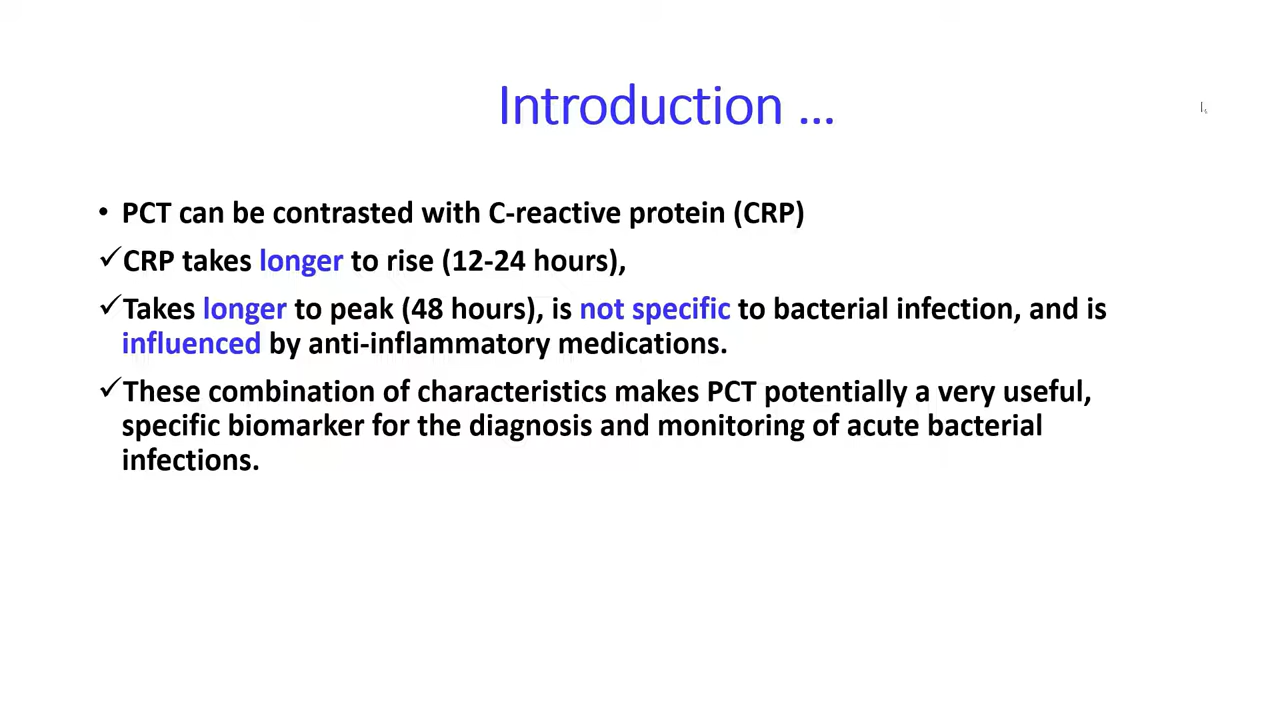 Introduction ...
• PCT can be contrasted with C-reactive protein (CRP)
✓CRP takes longer to rise (12-24 hours),
✓Takes longer to peak (48 hours), is not specific to bacterial infection, and is
influenced by anti-inflammatory medications.
✓These combination of characteristics makes PCT potentially a very useful,
specific biomarker for the diagnosis and monitoring of acute bacterial
infections.